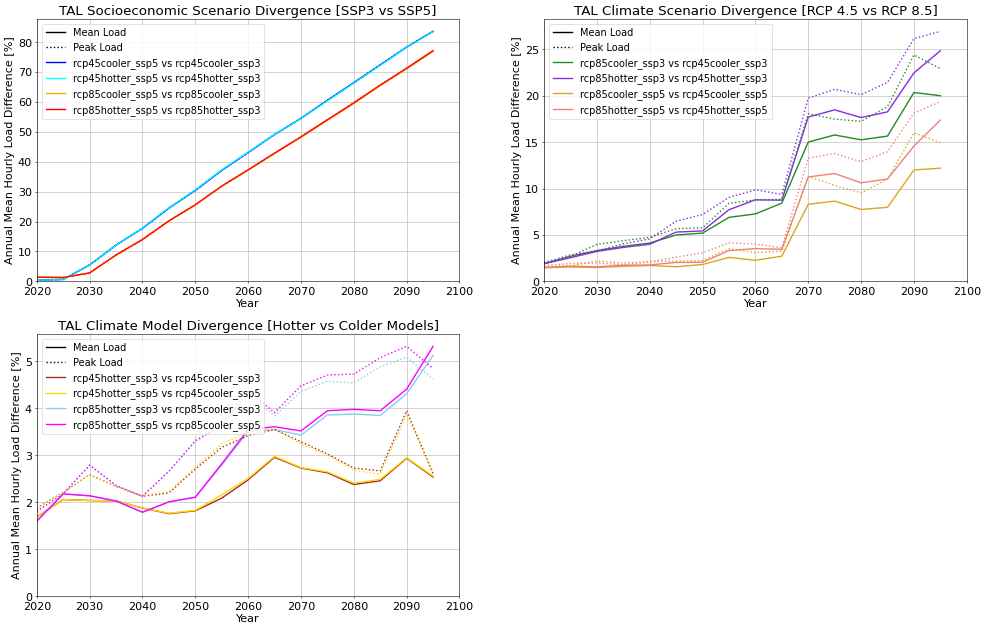 TAL Socioeconomic Scenario Divergence [SSP3 vs SSP5]
Annual Mean Hourly Load Difference [%]
80
70
60
50
40
30
20
10
0
Mean Load
Peak Load
rcp45cooler_ssp5 vs rcp45cooler_ssp3
rcp45hotter_ssp5 vs rcp45hotter_ssp3
rcp85cooler_ssp5 vs rcp85cooler_ssp3
rcp85hotter_ssp5 vs rcp85hotter_ssp3
2020 2030 2040 2050 2060 2070 2080 2090 2100
Year
TAL Climate Scenario Divergence [RCP 4.5 vs RCP 8.5]
Annual Mean Hourly Load Difference [%]
25
20
15
10
5
0
Mean Load
Peak Load
rcp85cooler_ssp3 vs rcp45cooler_ssp3
rcp85hotter_ssp3 vs rcp45hotter_ssp3
rcp85cooler_ssp5 vs rcp45cooler_ssp5
rcp85hotter_ssp5 vs rcp45hotter_ssp5
2020 2030 2040 2050 2060 2070 2080 2090 2100
Year
TAL Climate Model Divergence [Hotter vs Colder Models]
Annual Mean Hourly Load Difference [%]
5
4
3
2
1
0
Mean Load
Peak Load
rcp45hotter_ssp3 vs rcp45cooler_ssp3
rcp45hotter_ssp5 vs rcp45cooler_ssp5
rcp85hotter_ssp3 vs rcp85cooler_ssp3
rcp85hotter_ssp5 vs rcp85cooler_ssp5
2020 2030 2040 2050 2060 2070 2080 2090 2100
Year